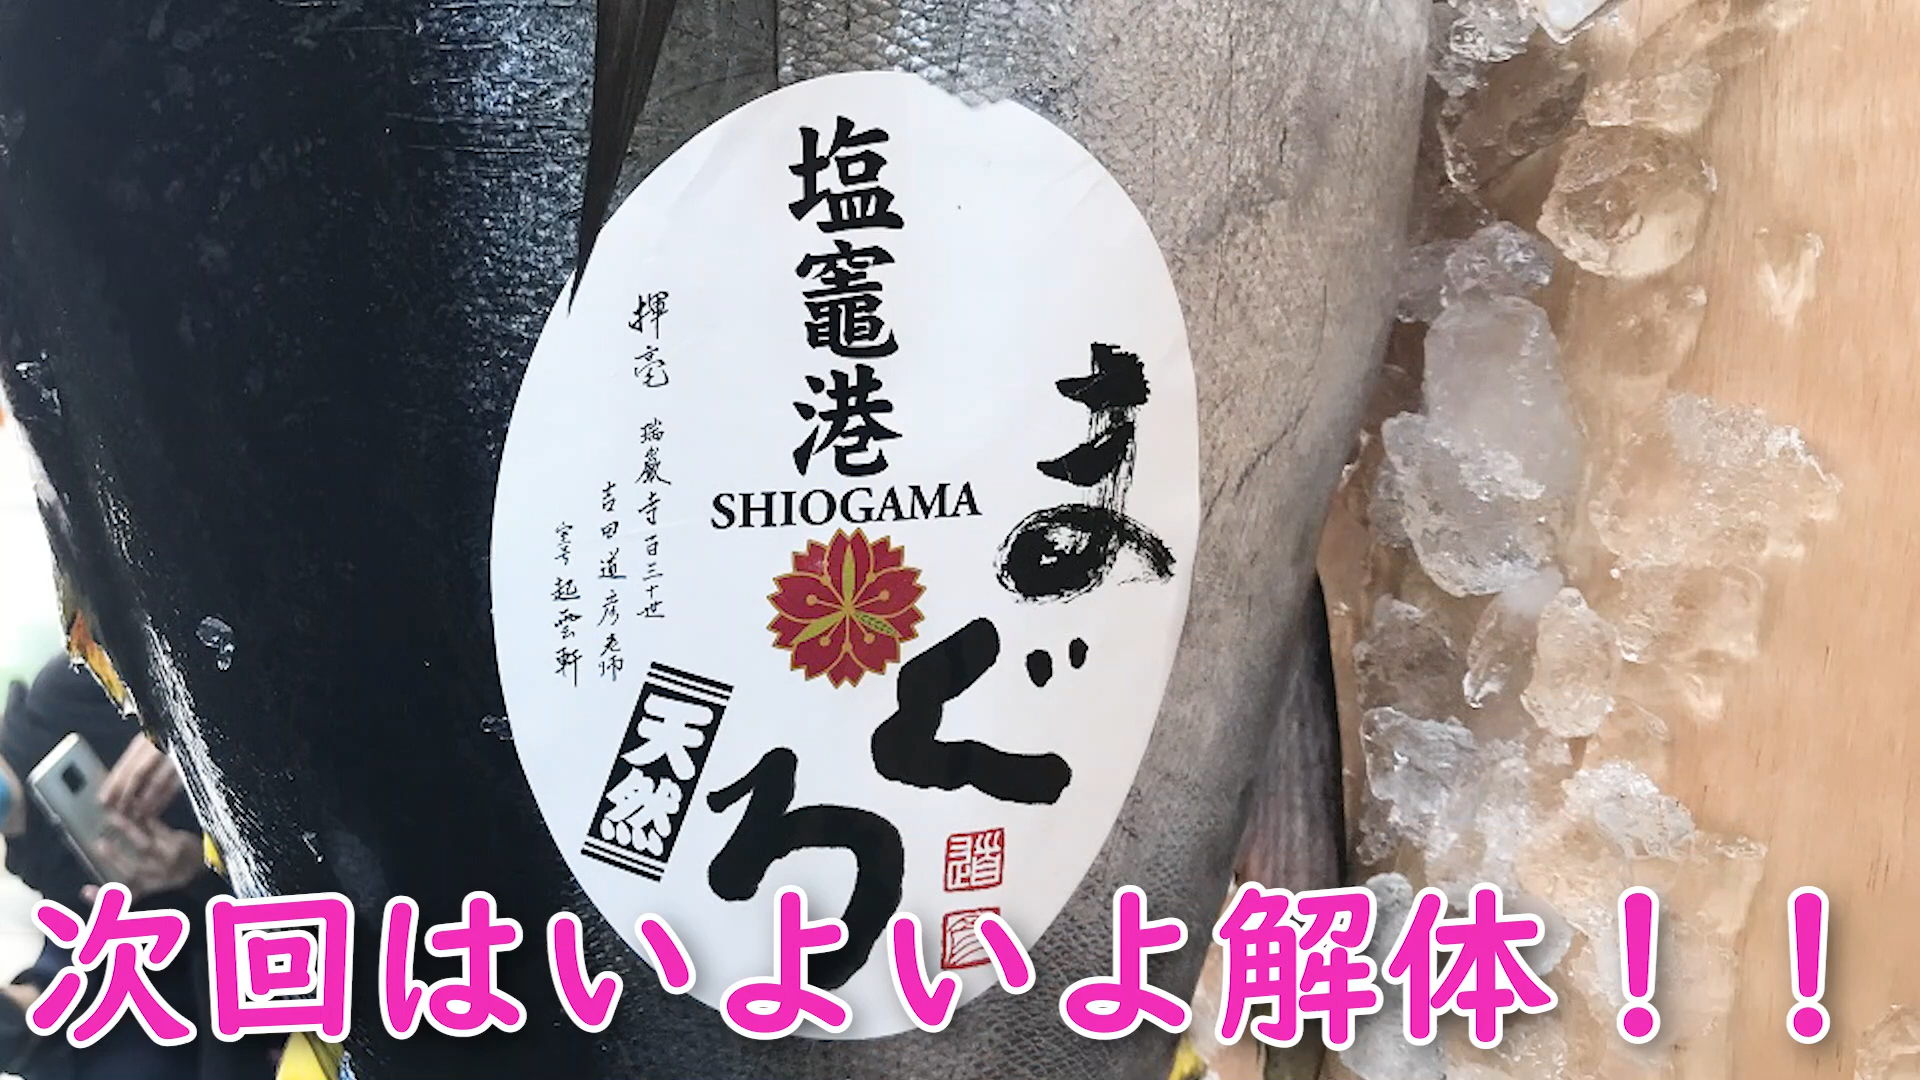 塩竈港
SHIOGAMA
まぐろ
天然
揮毫
瑞巌寺百三十世
吉田道彦老師
室号 起雲軒
次回はいよいよ解体！！